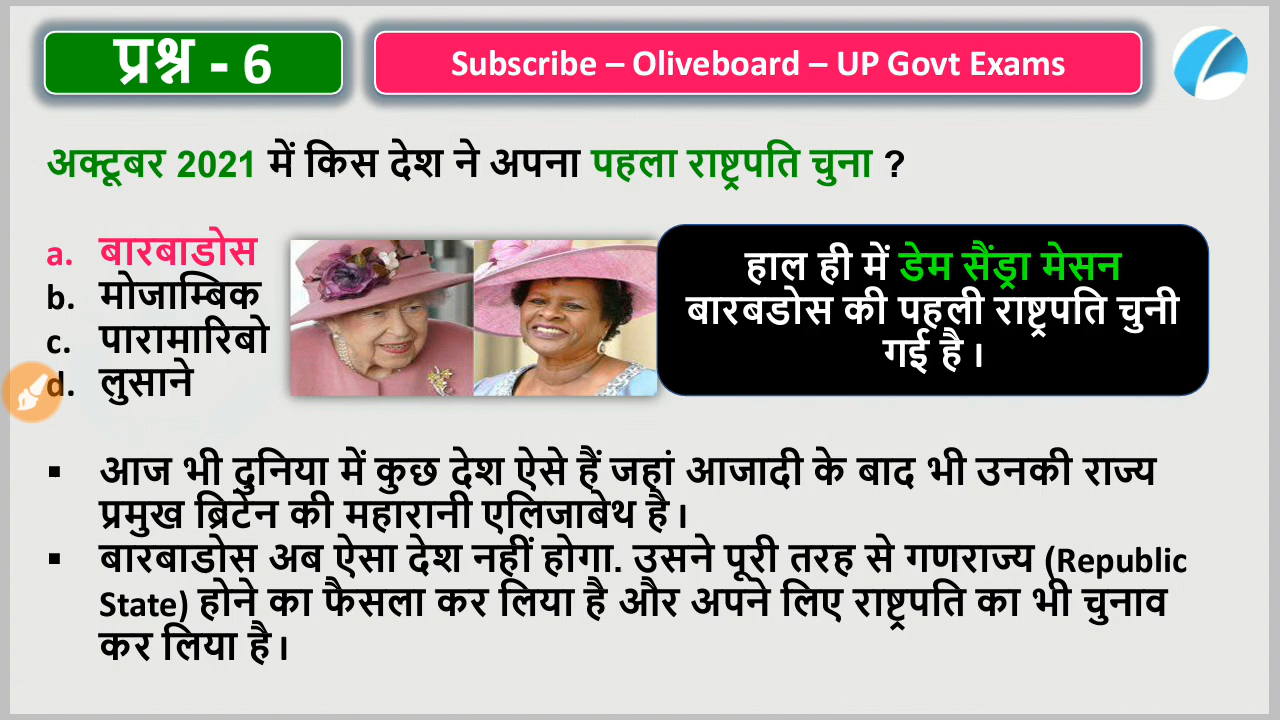 प्रश्न - 6
Subscribe – Oliveboard – UP Govt Exams
अक्टूबर 2021 में किस देश ने अपना पहला राष्ट्रपति चुना ?
a. बारबाडोस
b. मोजाम्बिक
c. पारामारिबो
d. लुसाने
हाल ही में डेम सैंड्रा मेसन
बारबडोस की पहली राष्ट्रपति चुनी
गई है ।
▪ आज भी दुनिया में कुछ देश ऐसे हैं जहां आजादी के बाद भी उनकी राज्य
प्रमुख ब्रिटेन की महारानी एलिजाबेथ है ।
▪ बारबाडोस अब ऐसा देश नहीं होगा. उसने पूरी तरह से गणराज्य (Republic
State) होने का फैसला कर लिया है और अपने लिए राष्ट्रपति का भी चुनाव
कर लिया है ।